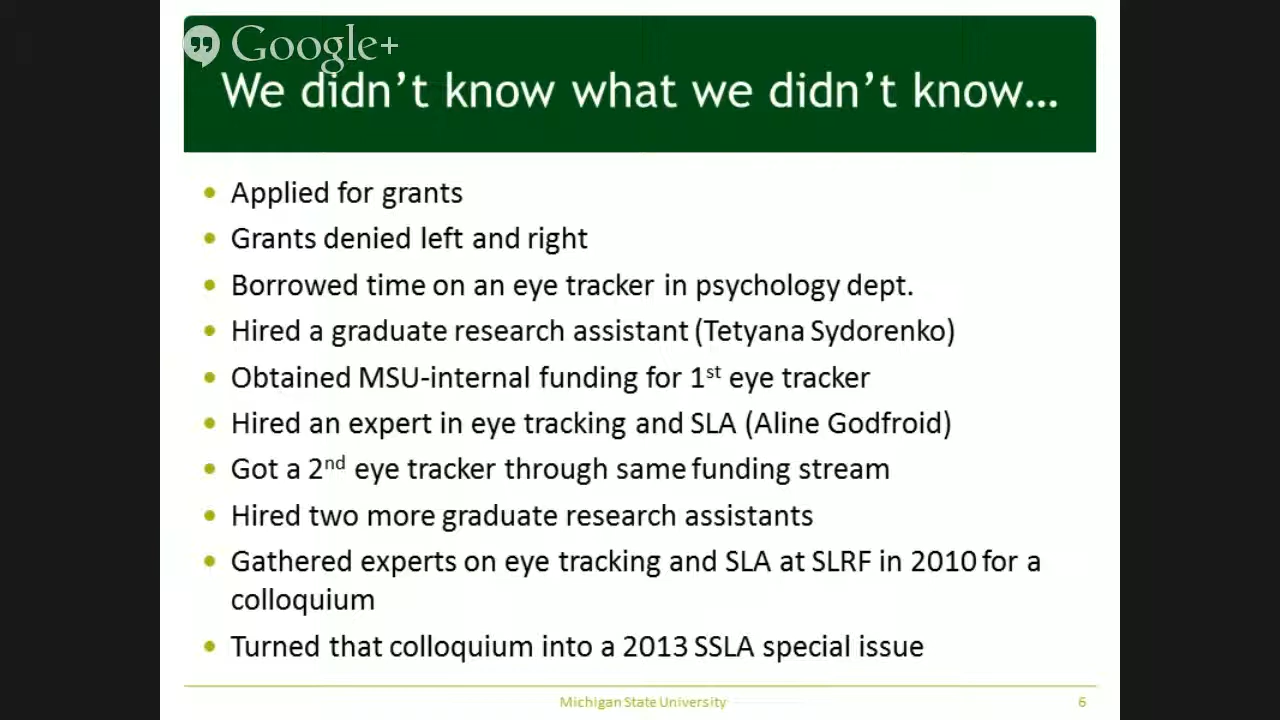 Google+
We didn’t know what we didn’t know…
• Applied for grants
• Grants denied left and right
• Borrowed time on an eye tracker in psychology dept.
• Hired a graduate research assistant (Tetyana Sydorenko)
• Obtained MSU-internal funding for 1st eye tracker
• Hired an expert in eye tracking and SLA (Aline Godfroid)
• Got a 2nd eye tracker through same funding stream
• Hired two more graduate research assistants
• Gathered experts on eye tracking and SLA at SLRF in 2010 for a
colloquium
• Turned that colloquium into a 2013 SSLA special issue
Michigan State University
6